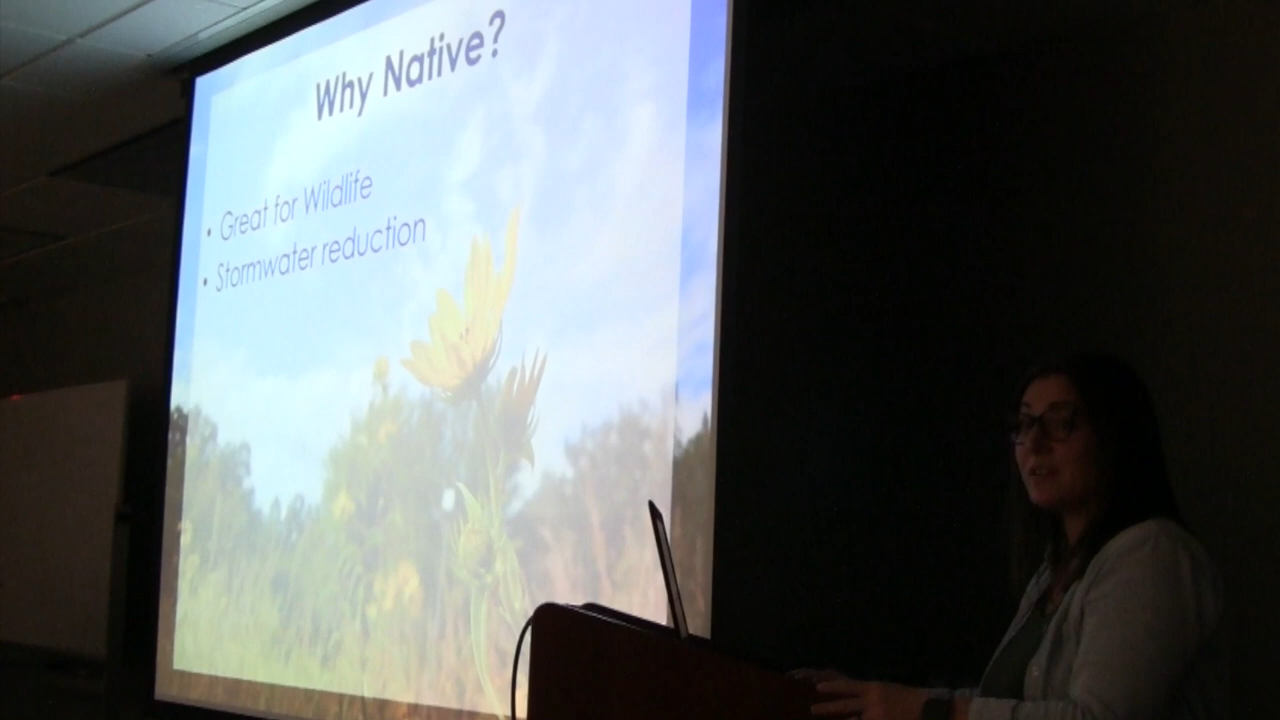 Why Native?
• Great for Wildlife
• Stormwater reduction